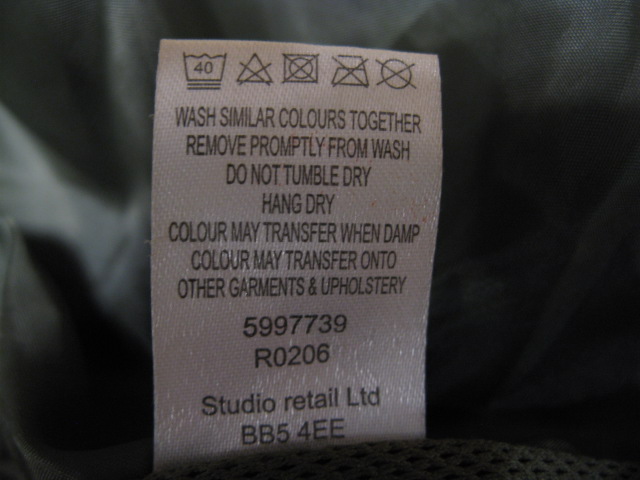 40
WASH SIMILAR COLOURS TOGETHER
REMOVE PROMPTLY FROM WASH
DO NOT TUMBLE DRY
HANG DRY
COLOUR MAY TRANSFER WHEN DAMP
COLOUR MAY TRANSFER ONTO
OTHER GARMENTS & UPHOLSTERY
5997739
R0206
Studio retail Ltd
BB5 4EE